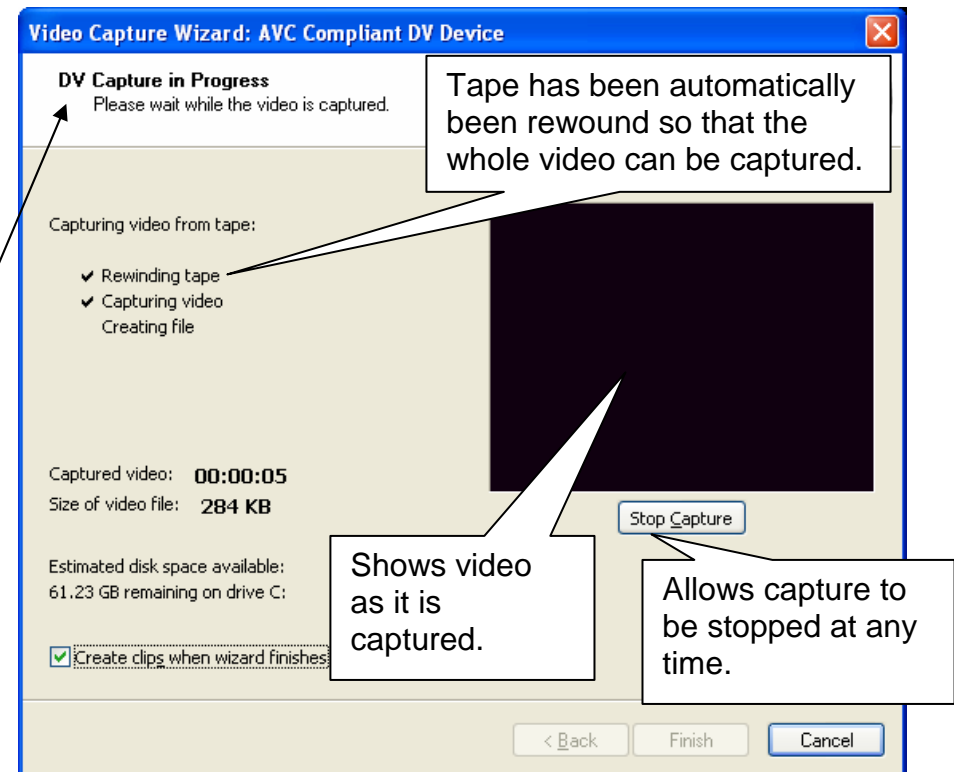 Video Capture Wizard: AVC Compliant DV Device
DV Capture in Progress
Please wait while the video is captured.
Tape has been automatically
been rewound so that the
whole video can be captured.
Capturing video from tape:
Rewinding tape
Capturing video
Creating file
Captured video: 00:00:05
Size of video file: 284 KB
Stop Capture
Estimated disk space available:
61.23 GB remaining on drive C:
Shows video
as it is
captured.
Allows capture to
be stopped at any
time.
Create clips when wizard finishes
< Back
Finish
Cancel